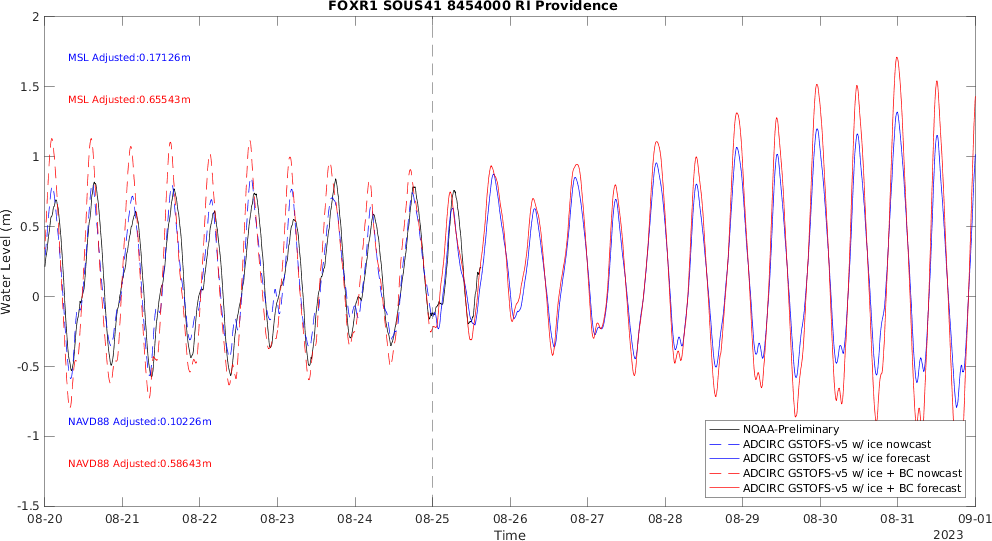 FOXR1 SOUS41 8454000 RI Providence
2
1.5
1
0.5
0
-0.5
-1
-1.5
Water Level (m)
MSL Adjusted:0.17126m
MSL Adjusted:0.65543m
NAVD88 Adjusted:0.10226m
NAVD88 Adjusted:0.58643m
NOAA-Preliminary
ADCIRC GSTOFS-v5 w/ ice nowcast
ADCIRC GSTOFS-v5 w/ ice forecast
ADCIRC GSTOFS-v5 w/ ice + BC nowcast
ADCIRC GSTOFS-v5 w/ ice + BC forecast
08-20 08-21 08-22 08-23 08-24 08-25 08-26 08-27 08-28 08-29 08-30 08-31 09-01
Time
2023